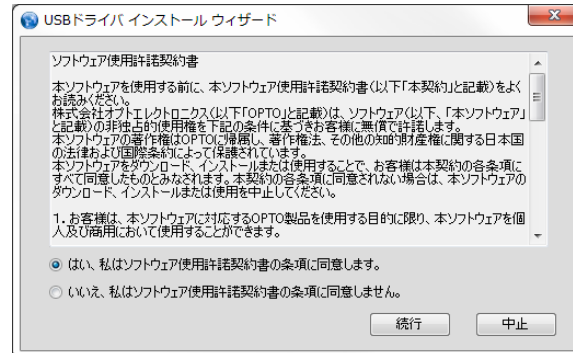 USBドライバ インストール ウィザード
ソフトウェア使用許諾契約書
本ソフトウェアを使用する前に、本ソフトウェア使用許諾契約書（以下「本契約」と記載）をよく
お読みください。
株式会社オプトエレクトロニクス（以下「OPTO」と記載）は、ソフトウェア（以下、「本ソフトウェア」
と記載）の非独占的使用権を下記の条件に基づきお客様に無償で許諾します。
本ソフトウェアの著作権はOPTOに帰属し、著作権法、その他の知的財産権に関する日本国
の法律および国際条約によって保護されています。
本ソフトウェアをダウンロード、インストールまたは使用することで、お客様は本契約の各条項に
すべて同意したものとみなされます。本契約の各条項に同意されない場合は、本ソフトウェアの
ダウンロード、インストールまたは使用を中止してください。
1. お客様は、本ソフトウェアに対応するOPTO製品を使用する目的に限り、本ソフトウェアを個
人及び商用において使用することができます。
はい、私はソフトウェア使用許諾契約書の条項に同意します。
いいえ、私はソフトウェア使用許諾契約書の条項に同意しません。
続行 中止